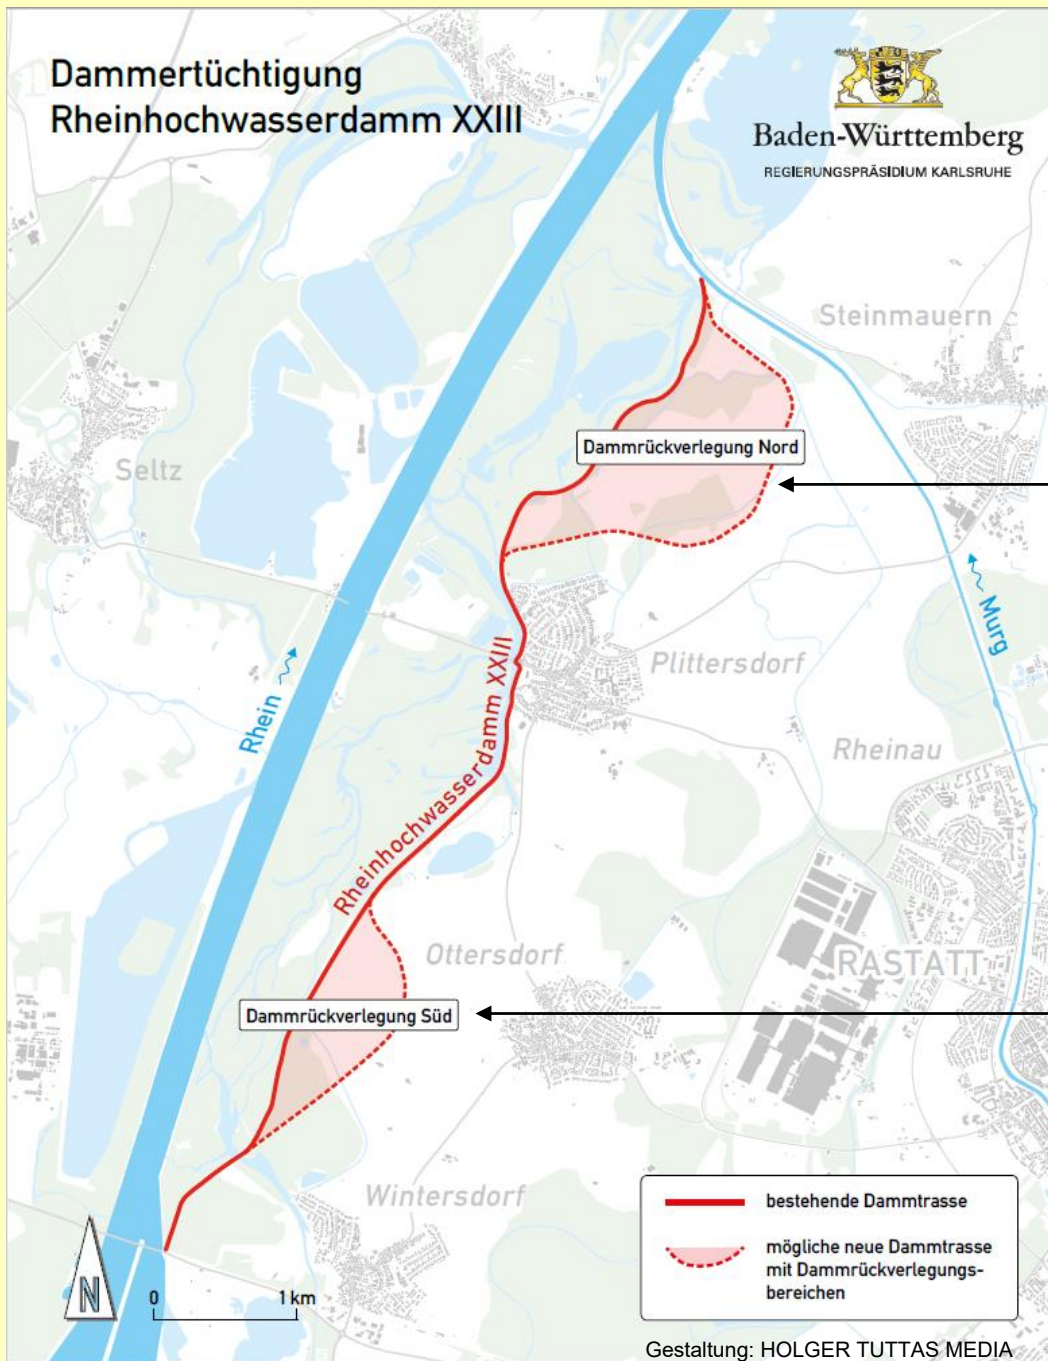 Dammertüchtigung
Rheinhochwasserdamm XXIII
Baden-Württemberg
REGIERUNGSPRÄSIDIUM KARLSRUHE
Steinmauern
Dammrückverlegung Nord
Seltz
Murg
Plittersdorf
Rhein
Rheinhochwasserdamm XXIII
Rheinau
Ottersdorf
RASTATT
Dammrückverlegung Süd
Wintersdorf
N
0 1 km
bestehende Dammtrasse
mögliche neue Dammtrasse
mit Dammrückverlegungs-
bereichen
Gestaltung: HOLGER TUTTAS MEDIA